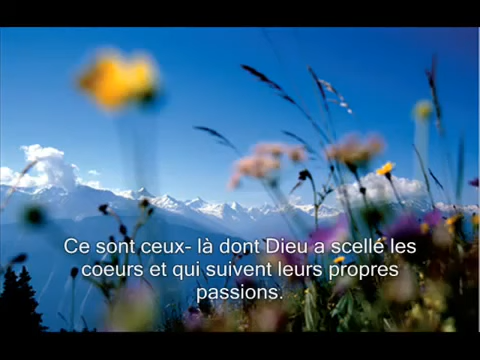 Ce sont ceux- là dont Dieu a scellé les
coeurs et qui suivent leurs propres
passions.